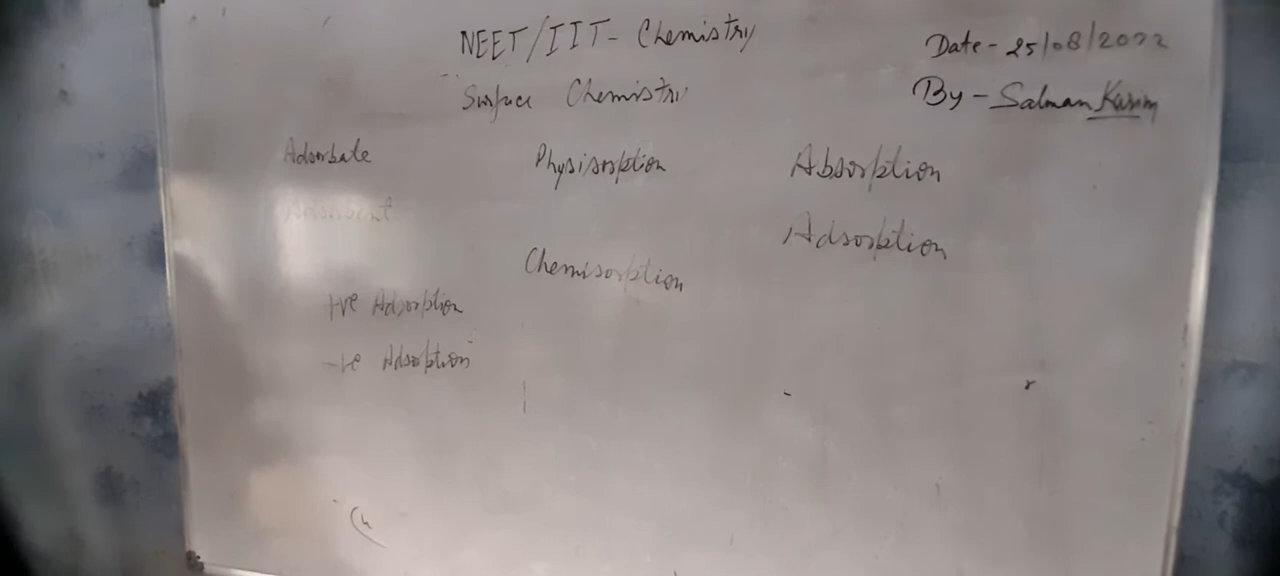 NEET/IIT- Chemistry
Date - 25/08/2022
Surface Chemistry
By - Salman Karim
Adsorbate
Physisorption
Absorption
Adsorbent
Adsorption
Chemisorption
+ve Adsorption
-ve Adsorption